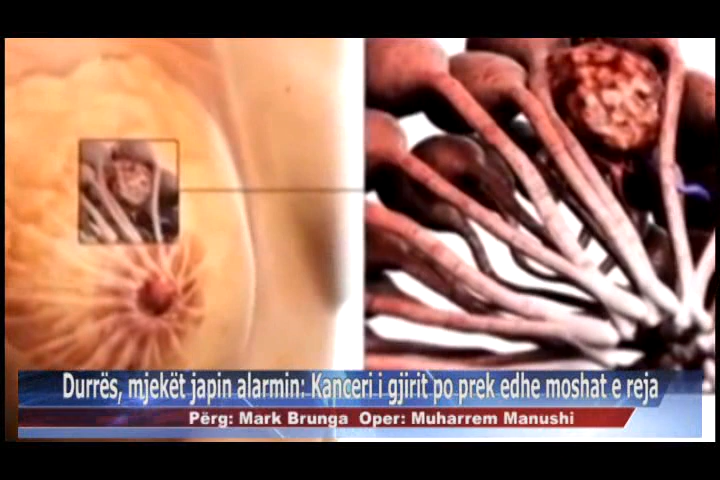 Durrës, mjekët japin alarmin: Kanceri i gjirit po prek edhe moshat e reja
Përg: Mark Brunga Oper: Muharrem Manushi